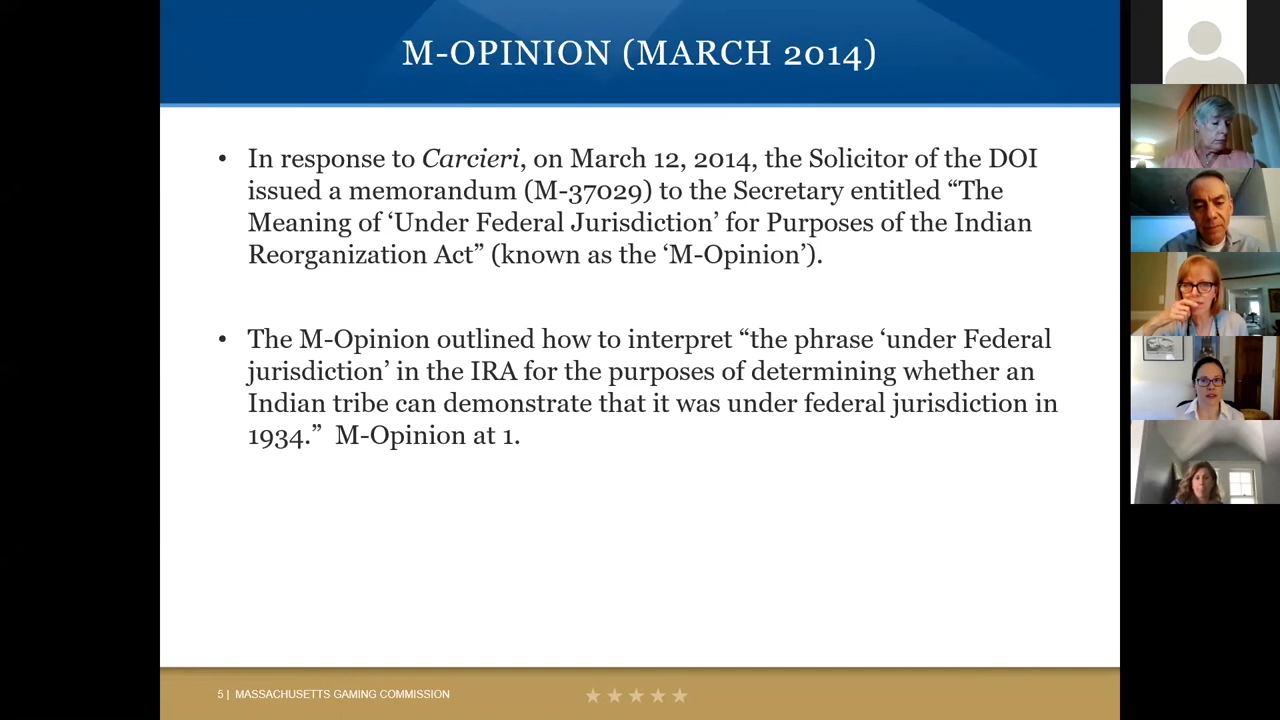 M-OPINION (MARCH 2014)
• In response to Carcieri, on March 12, 2014, the Solicitor of the DOI
issued a memorandum (M-37029) to the Secretary entitled “The
Meaning of ‘Under Federal Jurisdiction’ for Purposes of the Indian
Reorganization Act” (known as the ‘M-Opinion’).
• The M-Opinion outlined how to interpret “the phrase ‘under Federal
jurisdiction’ in the IRA for the purposes of determining whether an
Indian tribe can demonstrate that it was under federal jurisdiction in
1934.”  M-Opinion at 1.
5 | MASSACHUSETTS GAMING COMMISSION